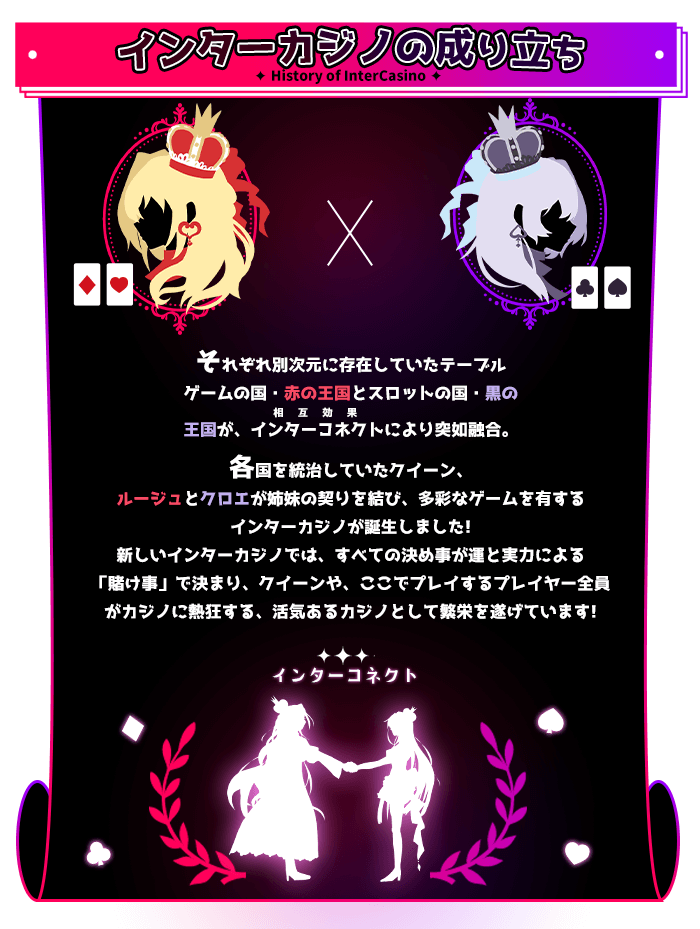 インターカジノの成り立ち
✦ History of InterCasino ✦
それぞれ別次元に存在していたテーブル
ゲームの国・赤の王国とスロットの国・黒の
相互効果
王国が、インターコネクトにより突如融合。
各国を統治していたクイーン、
ルージュとクロエが姉妹の契りを結び、多彩なゲームを有する
インターカジノが誕生しました!
新しいインターカジノでは、すべての決め事が運と実力による
「賭け事」で決まり、クイーンや、ここでプレイするプレイヤー全員
がカジノに熱狂する、活気あるカジノとして繁栄を遂げています!
インターコネクト